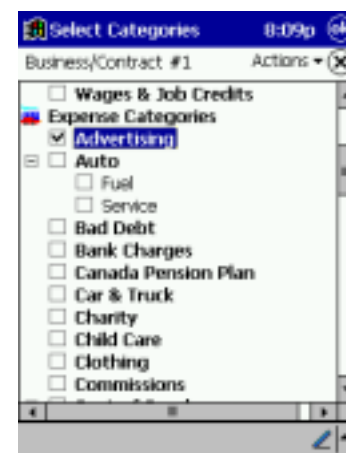 Select Categories 8:09p ok
Business/Contract #1 Actions
Wages & Job Credits
Expense Categories
Advertising
Auto
Fuel
Service
Bad Debt
Bank Charges
Canada Pension Plan
Car & Truck
Charity
Child Care
Clothing
Commissions